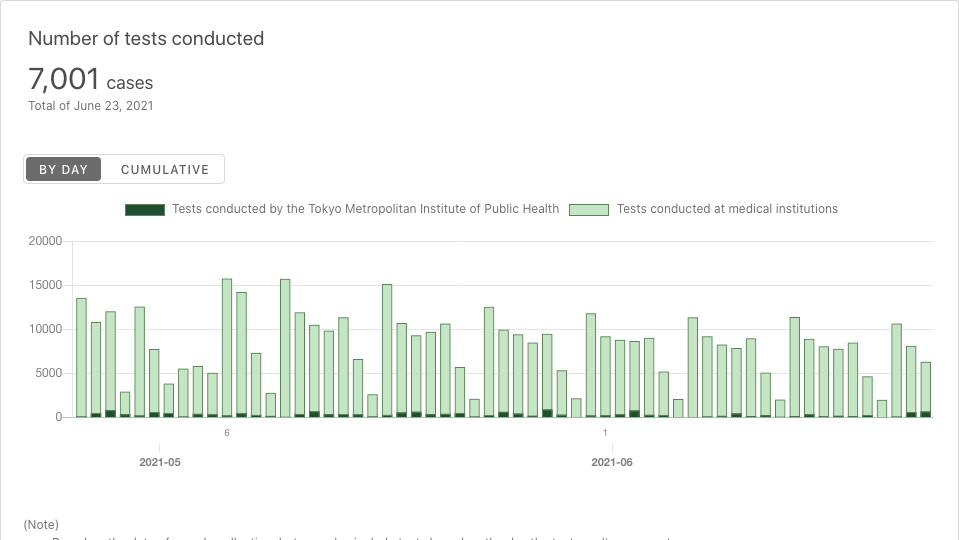 Number of tests conducted
7,001 cases
Total of June 23, 2021
BY DAY CUMULATIVE
Tests conducted by the Tokyo Metropolitan Institute of Public Health Tests conducted at medical institutions
20000
15000
10000
5000
0
6 1
2021-05 2021-06
(Note)